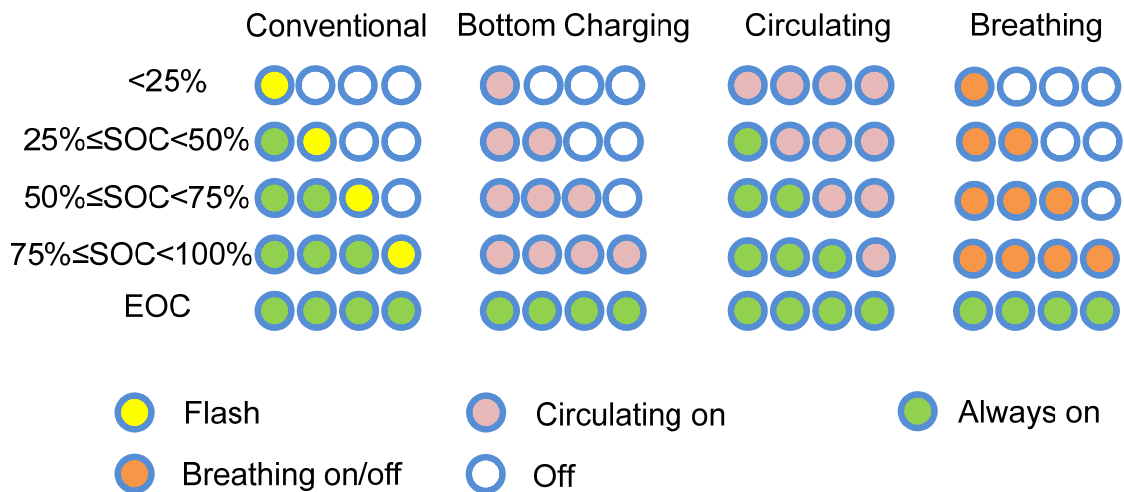 Conventional Bottom Charging Circulating Breathing
<25%
25%≤SOC<50%
50%≤SOC<75%
75%≤SOC<100%
EOC
Flash Circulating on Always on
Breathing on/off Off